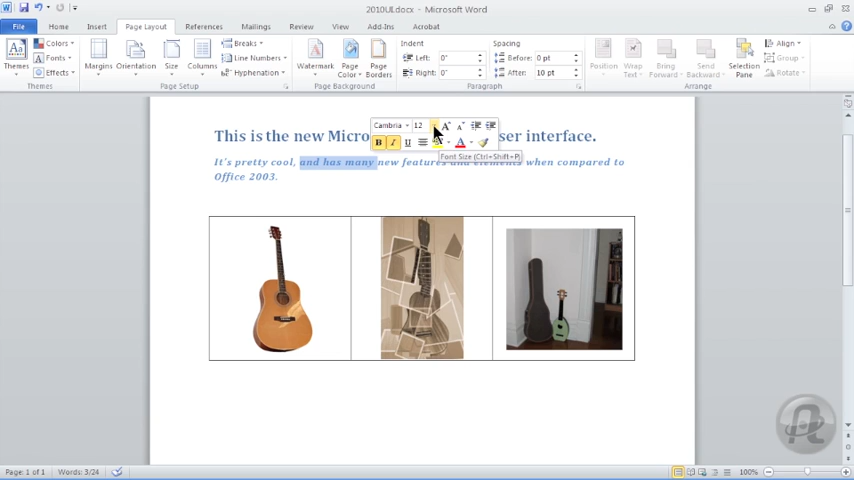 2010UI.docx - Microsoft Word
File Home Insert Page Layout References Mailings Review View Add-Ins Acrobat
Themes Colors Fonts Effects
Margins Orientation Size Columns Breaks Line Numbers Hyphenation
Watermark Page Color Page Borders
Indent Left: 0" Right: 0"
Spacing Before: 0 pt After: 10 pt
Position Wrap Text Bring Forward Send Backward Selection Pane Align Group Rotate
Themes Page Setup Page Background Paragraph Arrange
Cambria 12 A A
B I U A
Font Size (Ctrl+Shift+P)
This is the new Micro ser interface.
It's pretty cool, and has many new features and elements when compared to
Office 2003.
Page: 1 of 1 Words: 3/24 100%